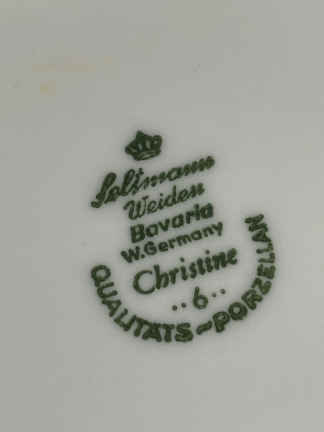 Seltmann
Weiden
Bavaria
W.Germany
Christine
..6..
QUALITÄTS~PORZELLAN